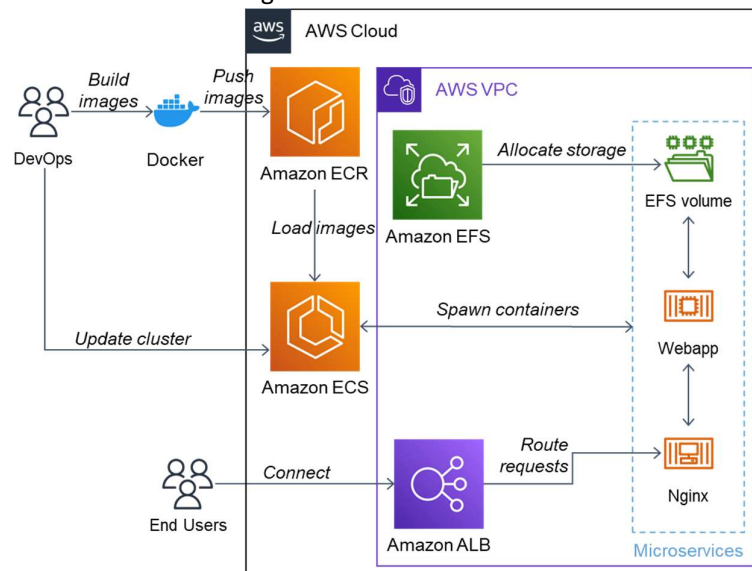 aws
AWS Cloud
Build
images
Push
images
AWS VPC
DevOps
Docker
Amazon ECR
Allocate storage
Amazon EFS
EFS volume
Load images
Spawn containers
Update cluster
Amazon ECS
Webapp
Route
requests
Connect
End Users
Amazon ALB
Nginx
Microservices